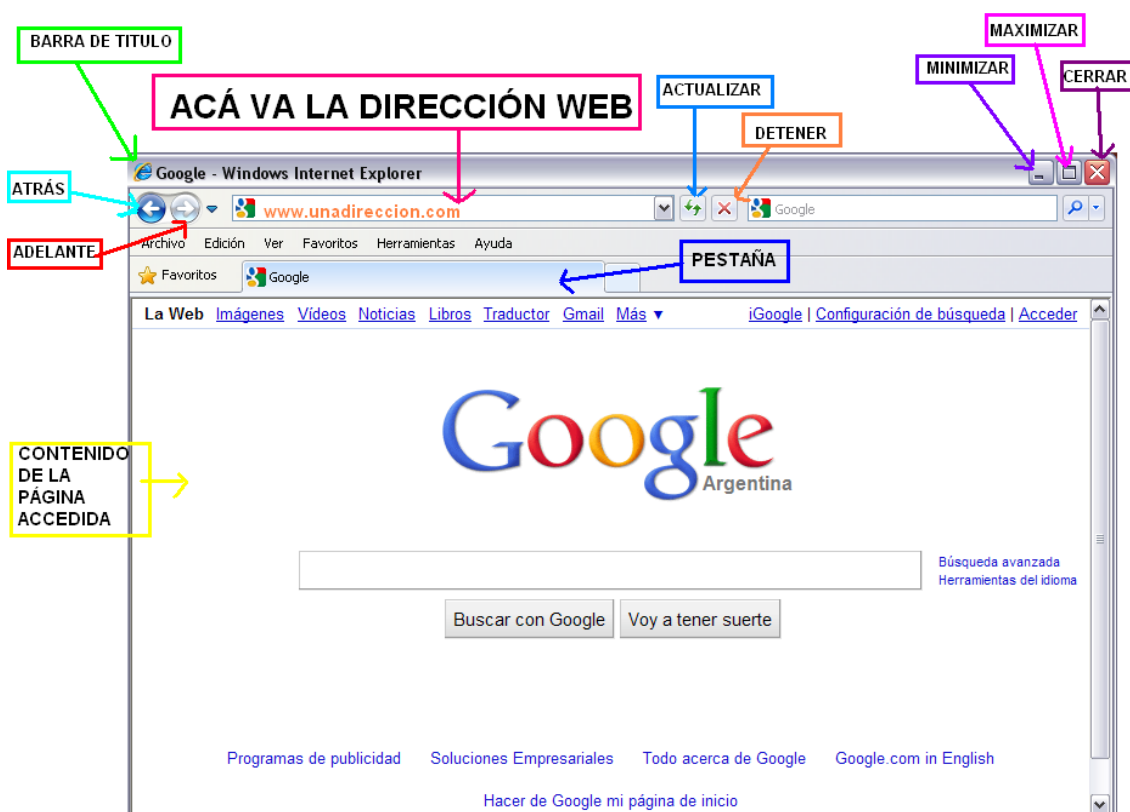 BARRA DE TITULO
MAXIMIZAR
MINIMIZAR
CERRAR
ACÁ VA LA DIRECCIÓN WEB
ACTUALIZAR
DETENER
Google - Windows Internet Explorer
ATRÁS
www.unadireccion.com
Google
ADELANTE
Archivo Edición Ver Favoritos Herramientas Ayuda
PESTAÑA
Favoritos
Google
La Web Imágenes Vídeos Noticias Libros Traductor Gmail Más ▼ iGoogle | Configuración de búsqueda | Acceder
Google
Argentina
CONTENIDO
DE LA
PÁGINA
ACCEDIDA
Búsqueda avanzada
Herramientas del idioma
Buscar con Google Voy a tener suerte
Programas de publicidad Soluciones Empresariales Todo acerca de Google Google.com in English
Hacer de Google mi página de inicio